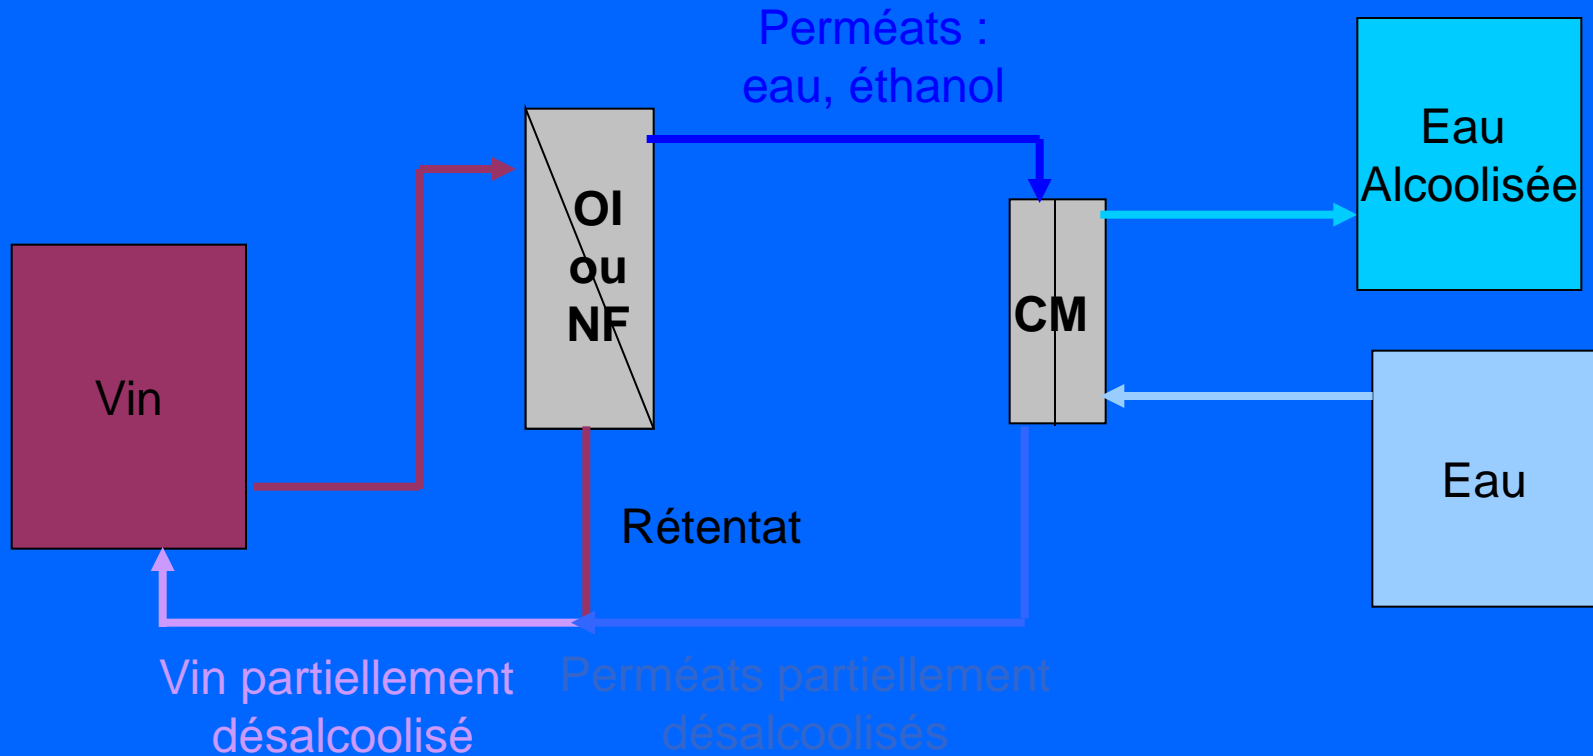 Perméats :
eau, éthanol
Eau
Alcoolisée
OI
ou
NF
CM
Vin
Eau
Rétentat
Vin partiellement
désalcoolisé
Perméats partiellement
désalcoolisés